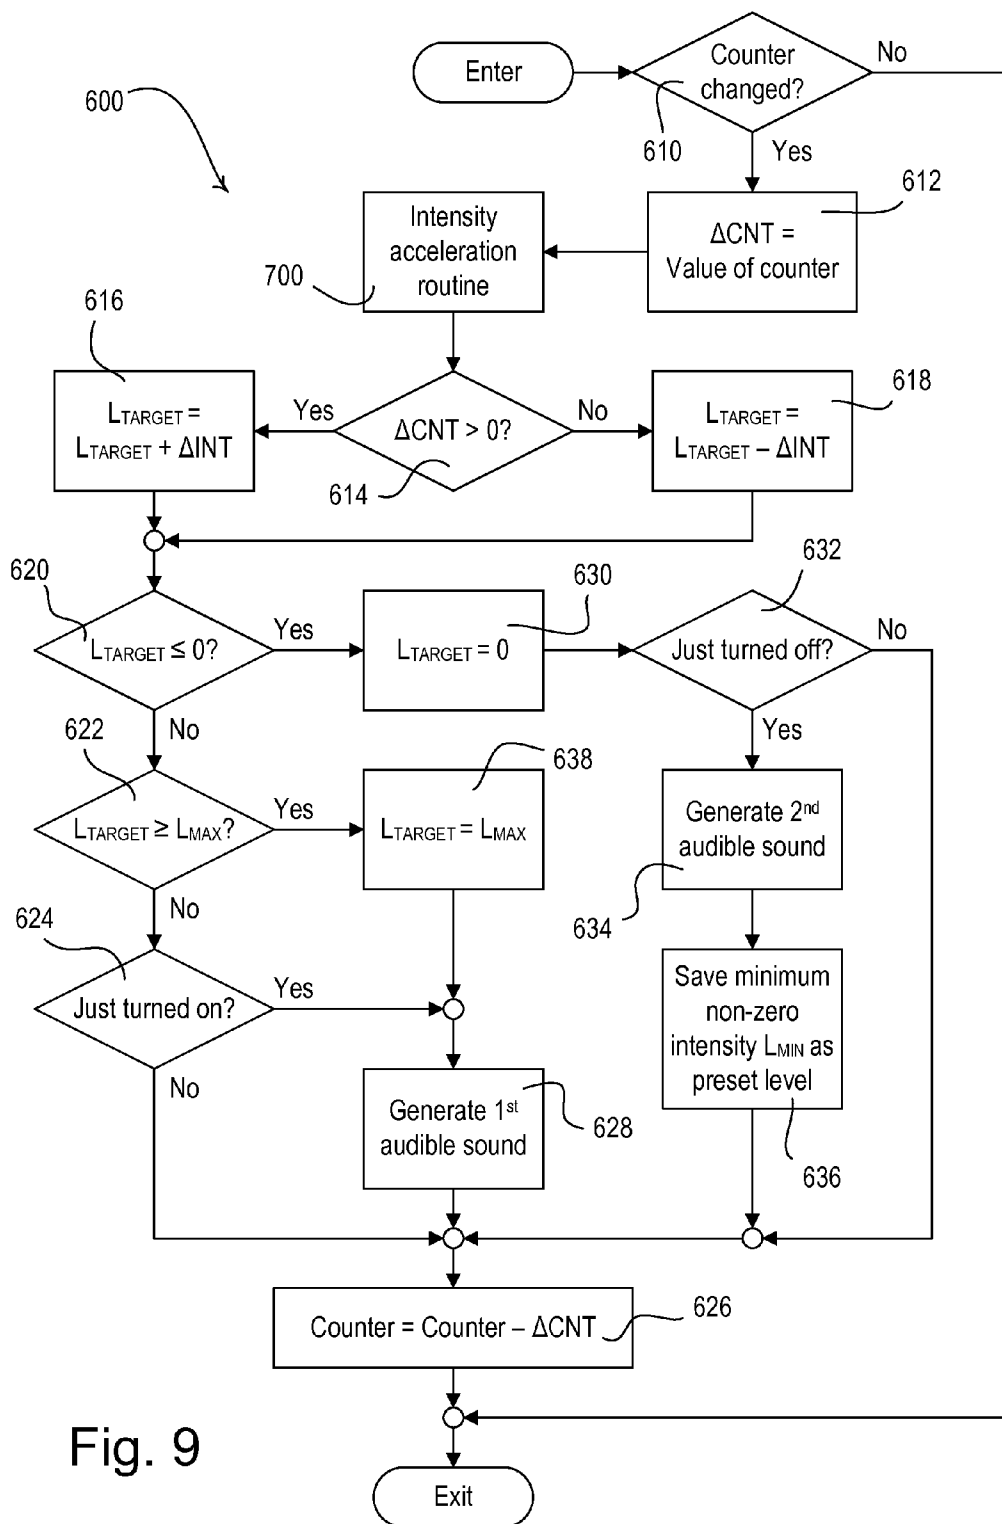 Enter
Counter
changed?
No
600
610
Yes
612
Intensity
acceleration
routine
700
ΔCNT =
Value of counter
616
618
LTARGET =
LTARGET + ΔINT
Yes
ΔCNT > 0?
No
LTARGET =
LTARGET – ΔINT
614
620
630
632
LTARGET ≤ 0?
Yes
LTARGET = 0
Just turned off?
No
No
Yes
622
638
LTARGET ≥ LMAX?
Yes
LTARGET = LMAX
Generate 2nd
audible sound
634
No
624
Just turned on?
Yes
Save minimum
non-zero
intensity LMIN as
preset level
No
Generate 1st
audible sound
628
636
Counter = Counter – ΔCNT
626
Fig. 9
Exit